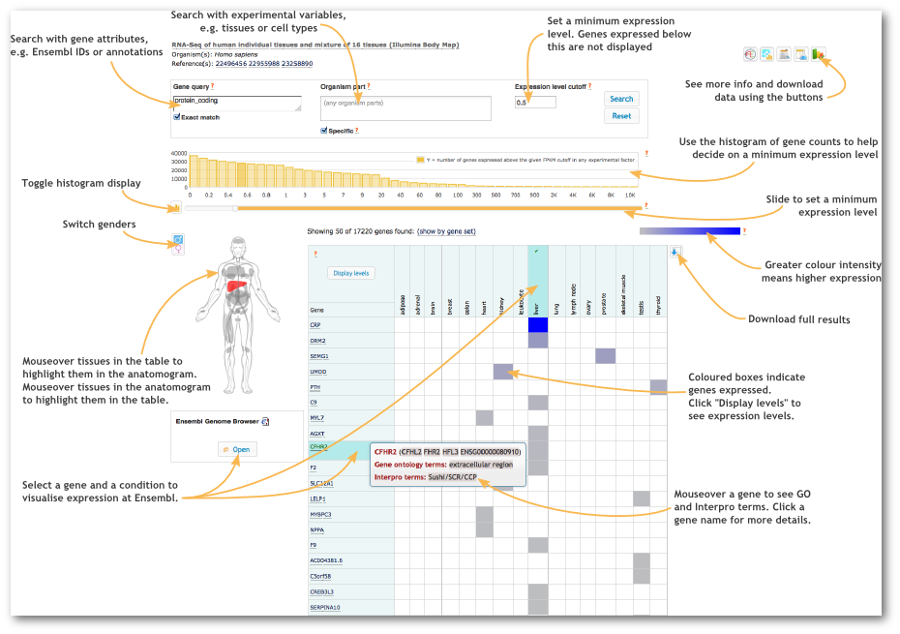 Search with experimental variables,
e.g. tissues or cell types
Set a minimum expression
level. Genes expressed below
this are not displayed
Search with gene attributes,
e.g. Ensembl IDs or annotations
RNA-Seq of human individual tissues and mixture of 16 tissues (Illumina Body Map)
Organism(s): Homo sapiens
Reference(s): 22496456 22955988 23258890
See more info and download
data using the buttons
Gene query ?
Organism part ?
Expression level cutoff ?
protein_coding
(any organism parts)
0.5
Search
Reset
Exact match
Specific ?
Use the histogram of gene counts to help
decide on a minimum expression level
40000
30000
20000
10000
0
Y = number of genes expressed above the given FPKM cutoff in any experimental factor
?
0 0.2 0.4 0.6 0.8 1 3 5 7 9 20 40 60 80 100 300 500 700 900 2K 4K 6K 8K 10K
Toggle histogram display
Slide to set a minimum
expression level
?
Switch genders
Showing 50 of 17220 genes found: (show by gene set)
?
Greater colour intensity
means higher expression
?
Display levels
Gene
adipose
adrenal
brain
breast
colon
heart
kidney
leukocyte
liver
lung
lymph node
ovary
prostate
skeletal muscle
testis
thyroid
Download full results
CRP
DRM2
SEMG1
UMOD
PTH
C9
MYL7
AGXT
CFHR2
F2
SLC12A1
LELP1
MYBPC3
NPPA
F9
AC004381.6
C5orf58
CREB3L3
SERPINA10
Mouseover tissues in the table to
highlight them in the anatomogram.
Mouseover tissues in the anatomogram
to highlight them in the table.
Coloured boxes indicate
genes expressed.
Click "Display levels" to
see expression levels.
Ensembl Genome Browser
Open
CFHR2 (CFHL2 FHR2 HFL3 ENSG00000080910)
Gene ontology terms: extracellular region
Interpro terms: Sushi/SCR/CCP
Select a gene and a condition to
visualise expression at Ensembl.
Mouseover a gene to see GO
and Interpro terms. Click a
gene name for more details.